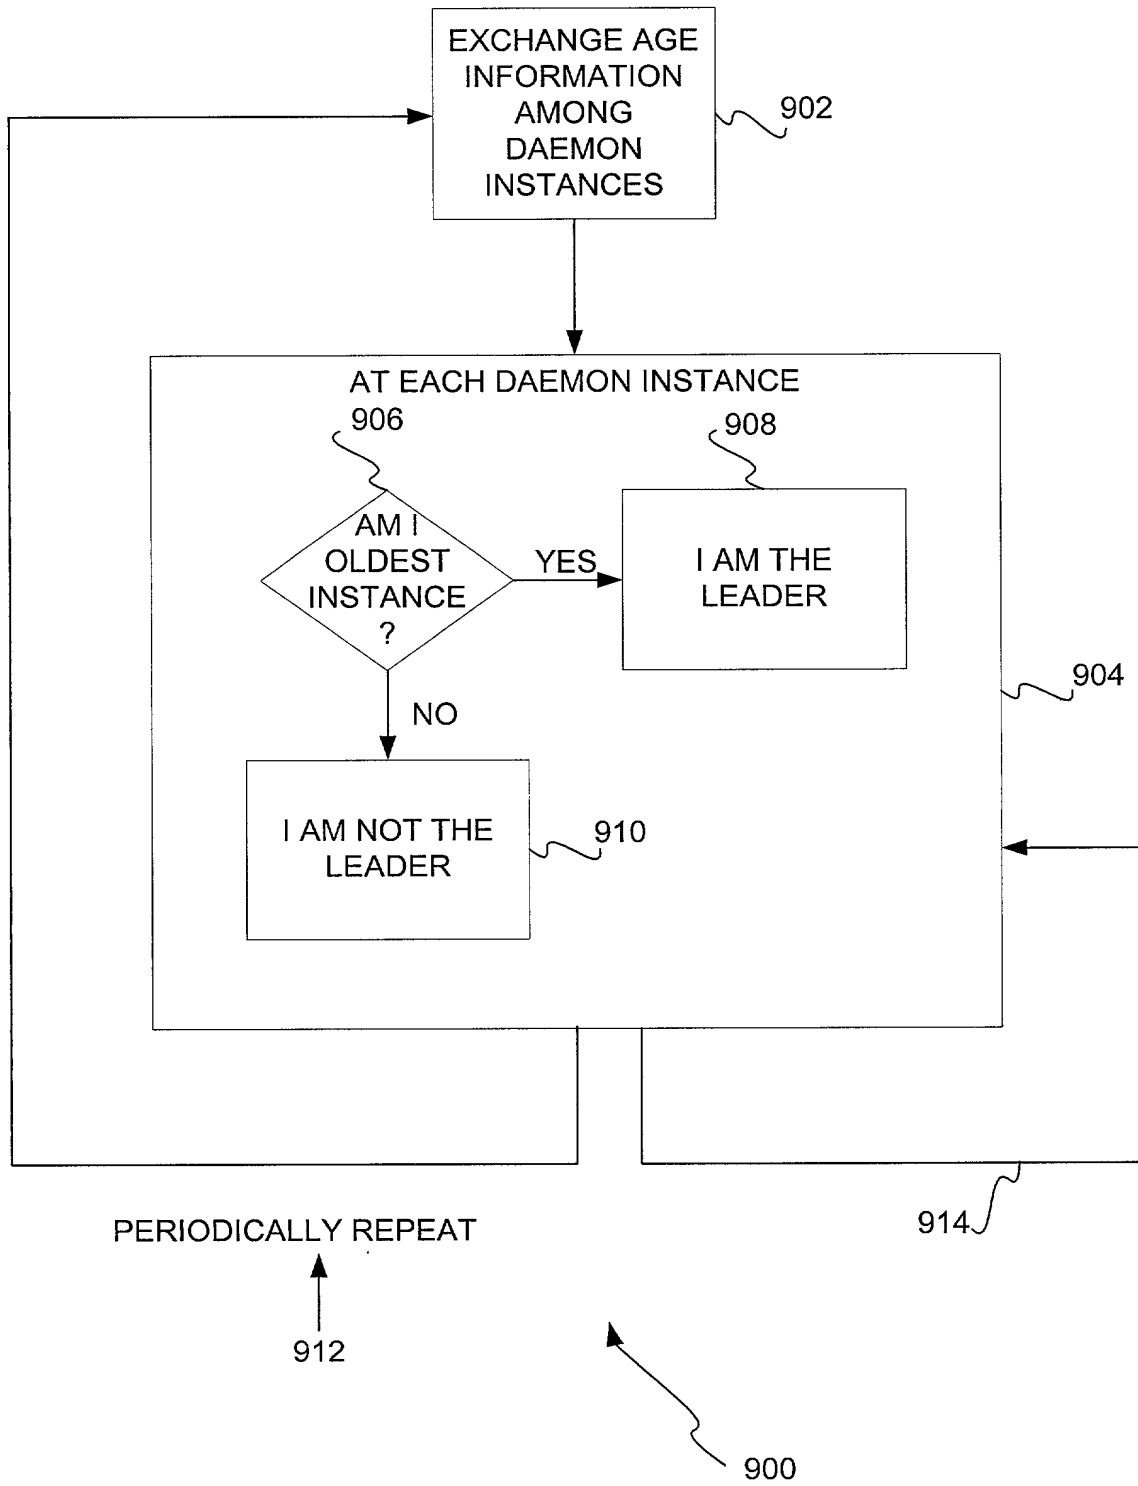 EXCHANGE AGE
INFORMATION
AMONG
DAEMON
INSTANCES
902
AT EACH DAEMON INSTANCE
906
908
AM I
OLDEST
INSTANCE
?
YES
I AM THE
LEADER
904
NO
I AM NOT THE
LEADER
910
914
PERIODICALLY REPEAT
912
900